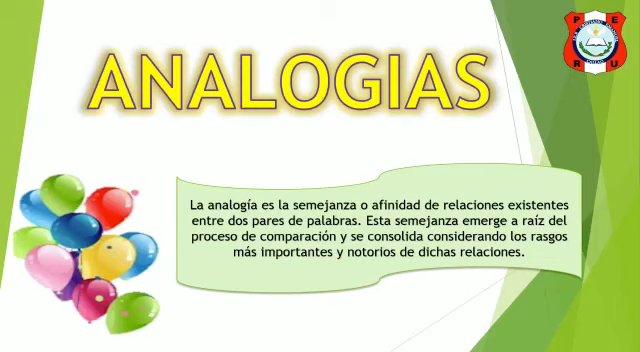 ANALOGIAS
P E
R U
La analogía es la semejanza o afinidad de relaciones existentes
entre dos pares de palabras. Esta semejanza emerge a raíz del
proceso de comparación y se consolida considerando los rasgos
más importantes y notorios de dichas relaciones.